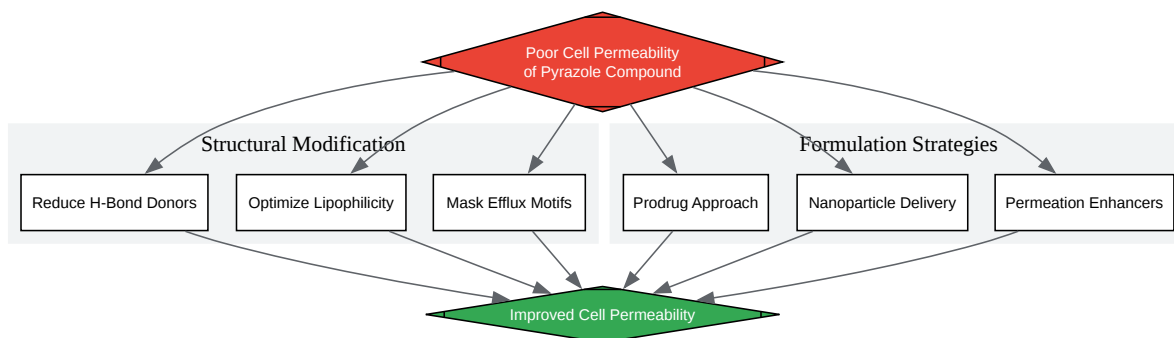 Poor Cell Permeability
of Pyrazole Compound
Structural Modification
Formulation Strategies
Reduce H-Bond Donors
Optimize Lipophilicity
Mask Efflux Motifs
Prodrug Approach
Nanoparticle Delivery
Permeation Enhancers
Improved Cell Permeability